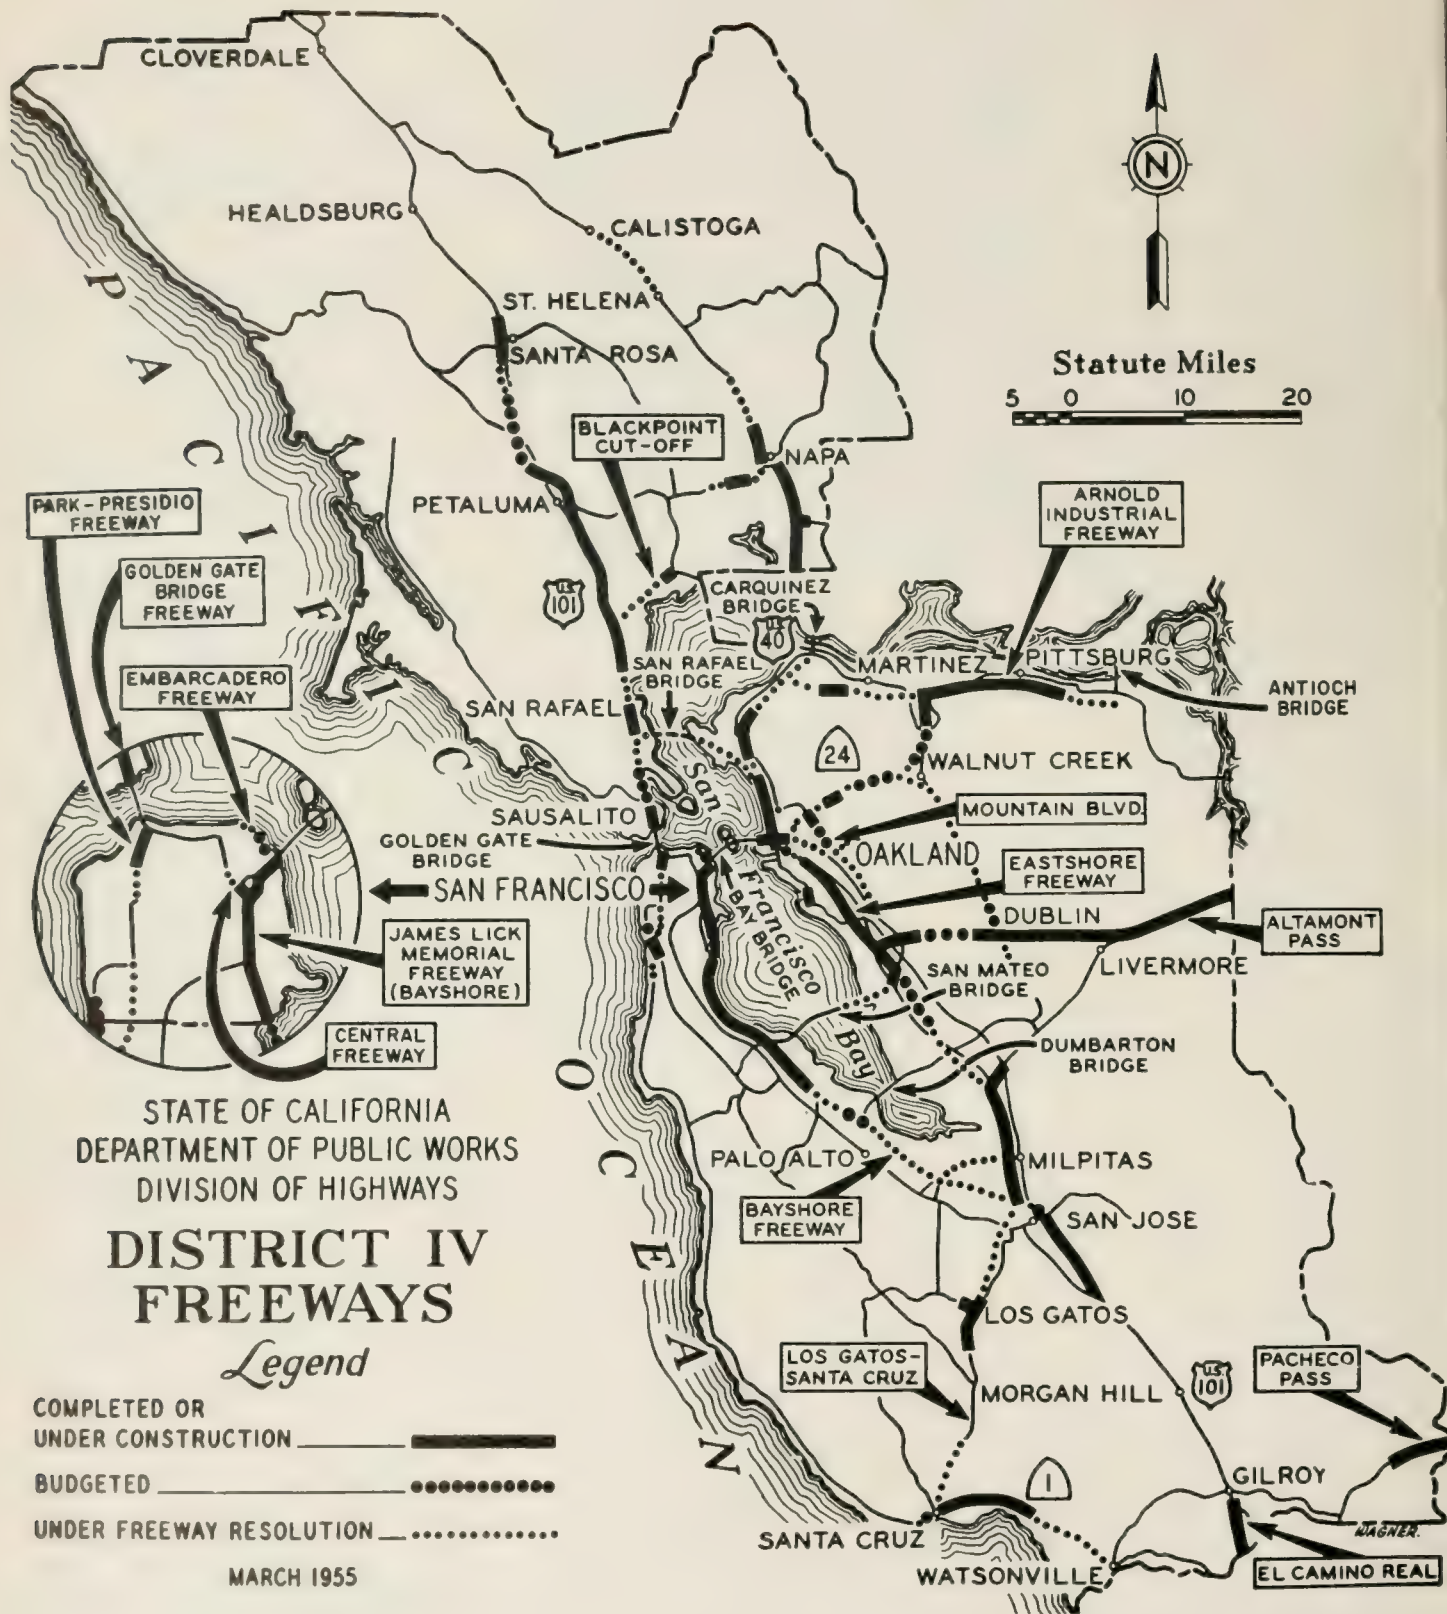 CLOVERDALE
HEALDSBURG
CALISTOGA
ST. HELENA
SANTA ROSA
N
Statute Miles
5 0 10 20
BLACKPOINT
CUT-OFF
NAPA
PETALUMA
ARNOLD
INDUSTRIAL
FREEWAY
PARK-PRESIDIO
FREEWAY
GOLDEN GATE
BRIDGE
FREEWAY
EMBARCADERO
FREEWAY
U.S.
101
CARQUINEZ
BRIDGE
U.S.
40
SAN RAFAEL
BRIDGE
MARTINEZ
PITTSBURG
ANTIOCH
BRIDGE
SAN RAFAEL
24
WALNUT CREEK
SAUSALITO
MOUNTAIN BLVD.
GOLDEN GATE
BRIDGE
OAKLAND
EASTSHORE
FREEWAY
SAN FRANCISCO
San Francisco Bay
BAY BRIDGE
DUBLIN
ALTAMONT
PASS
JAMES LICK
MEMORIAL
FREEWAY
(BAYSHORE)
LIVERMORE
SAN MATEO
BRIDGE
CENTRAL
FREEWAY
DUMBARTON
BRIDGE
PACIFIC OCEAN
PALO ALTO
MILPITAS
BAYSHORE
FREEWAY
SAN JOSE
LOS GATOS
LOS GATOS-
SANTA CRUZ
MORGAN HILL
U.S.
101
PACHECO
PASS
GILROY
1
SANTA CRUZ
WATSONVILLE
WAGNER.
EL CAMINO REAL
STATE OF CALIFORNIA
DEPARTMENT OF PUBLIC WORKS
DIVISION OF HIGHWAYS
DISTRICT IV
FREEWAYS
Legend
COMPLETED OR
UNDER CONSTRUCTION
BUDGETED
UNDER FREEWAY RESOLUTION
MARCH 1955